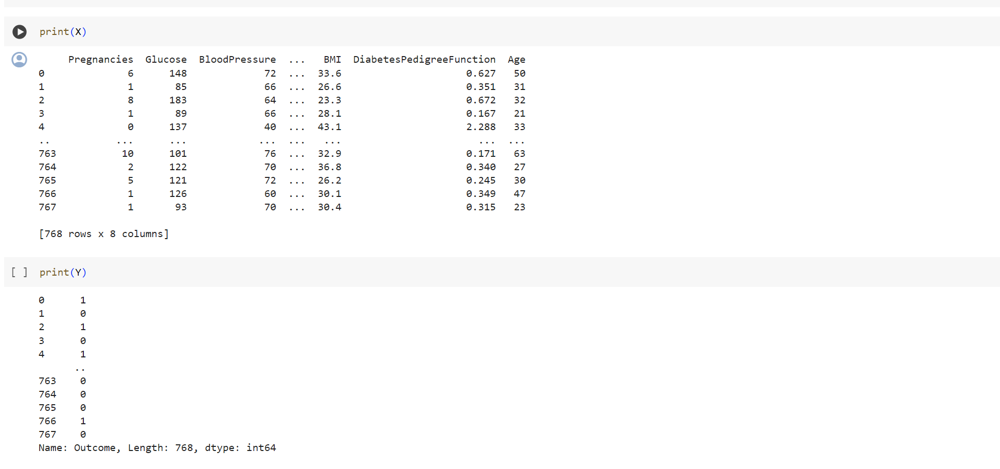 print(X)
     Pregnancies  Glucose  BloodPressure  ...   BMI  DiabetesPedigreeFunction  Age
0              6      148             72  ...  33.6                     0.627   50
1              1       85             66  ...  26.6                     0.351   31
2              8      183             64  ...  23.3                     0.672   32
3              1       89             66  ...  28.1                     0.167   21
4              0      137             40  ...  43.1                     2.288   33
..           ...      ...            ...  ...   ...                       ...  ...
763           10      101             76  ...  32.9                     0.171   63
764            2      122             70  ...  36.8                     0.340   27
765            5      121             72  ...  26.2                     0.245   30
766            1      126             60  ...  30.1                     0.349   47
767            1       93             70  ...  30.4                     0.315   23
[768 rows x 8 columns]
[ ] print(Y)
0      1
1      0
2      1
3      0
4      1
      ..
763    0
764    0
765    0
766    1
767    0
Name: Outcome, Length: 768, dtype: int64